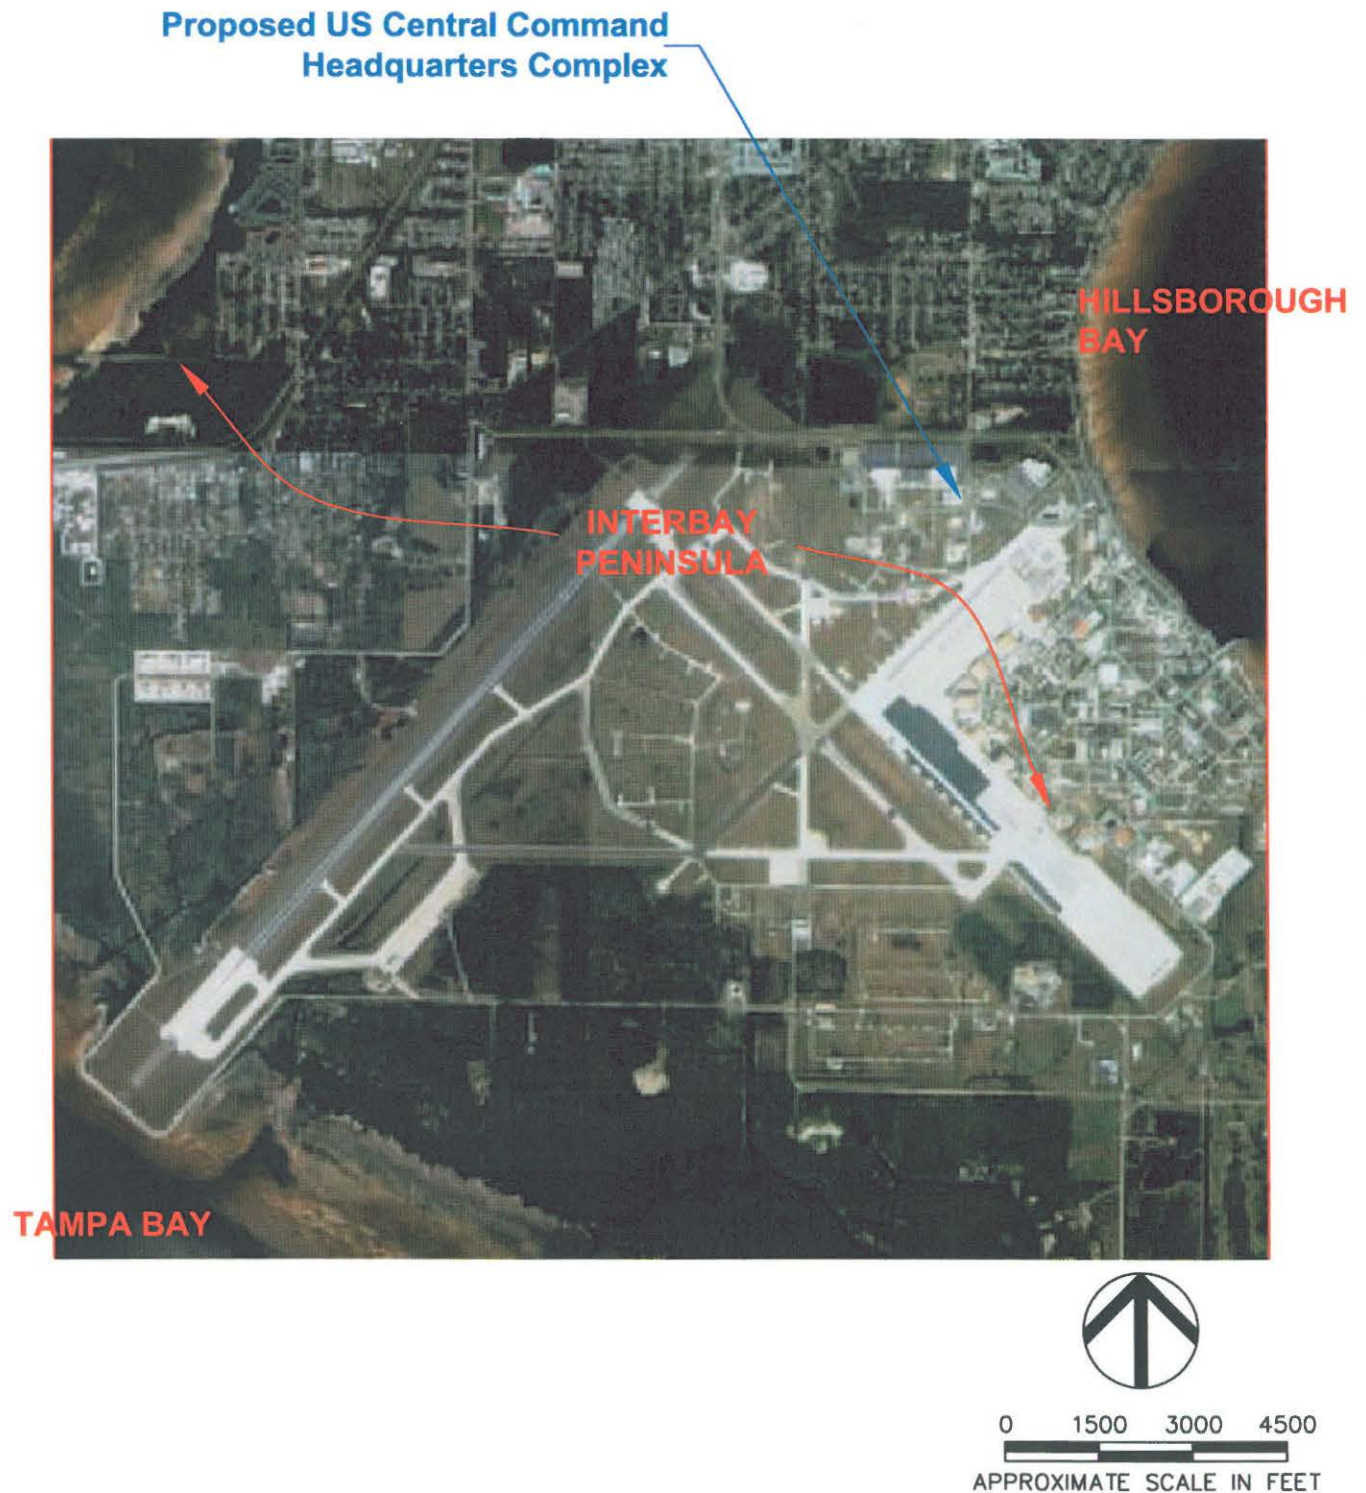 Proposed US Central Command
Headquarters Complex
HILLSBOROUGH
BAY
INTERBAY
PENINSULA
TAMPA BAY
0 1500 3000 4500
APPROXIMATE SCALE IN FEET